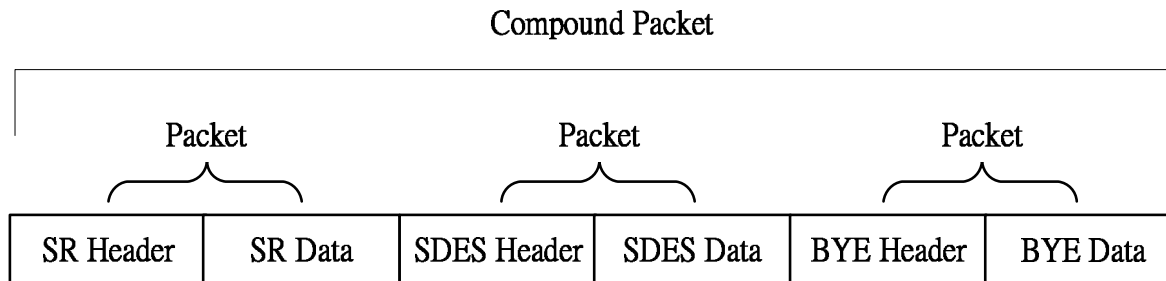 Compound Packet
Packet Packet Packet
SR Header SR Data SDES Header SDES Data BYE Header BYE Data